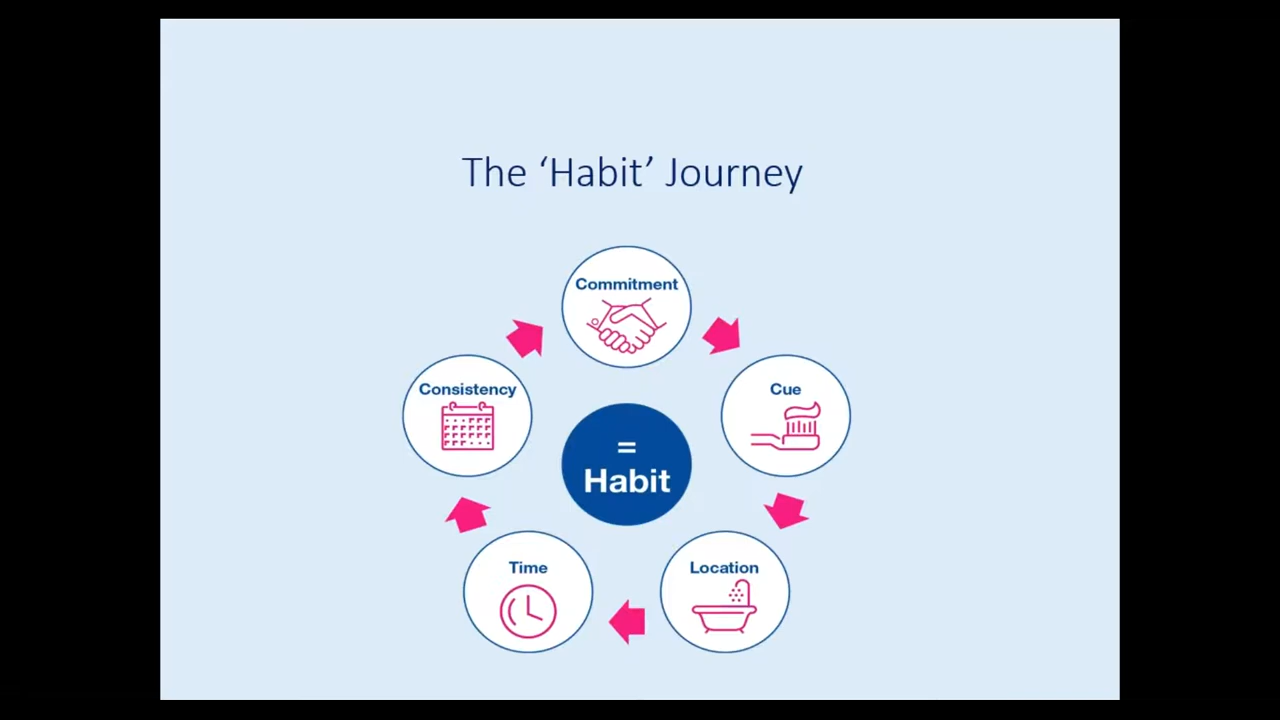 The ‘Habit’ Journey
Commitment
Cue
Location
Time
Consistency
=
Habit